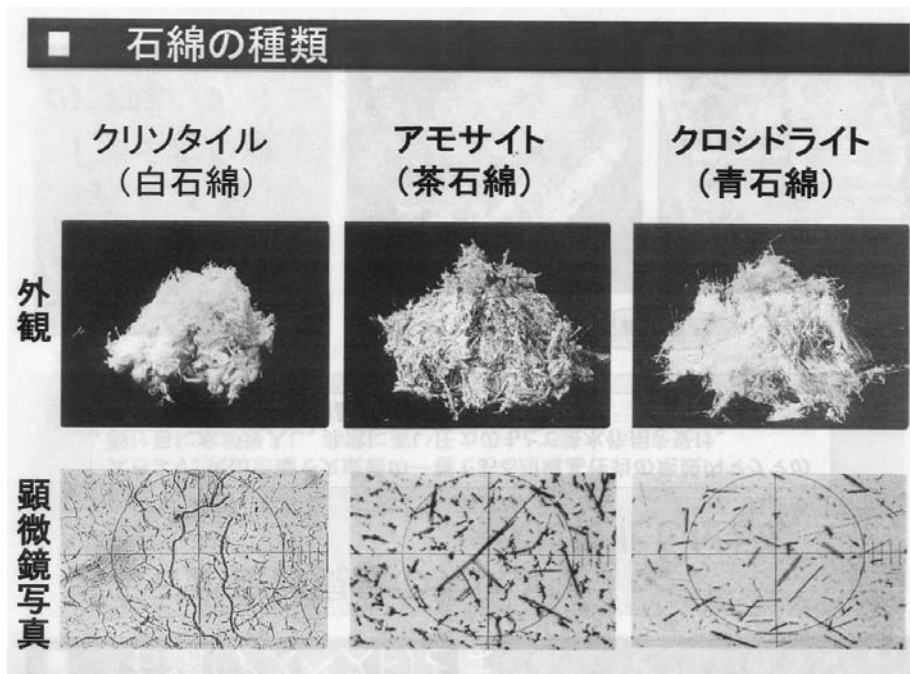 石綿の種類
クリソタイル
(白石綿)
アモサイト
(茶石綿)
クロシドライト
(青石綿)
外観
顕微鏡写真